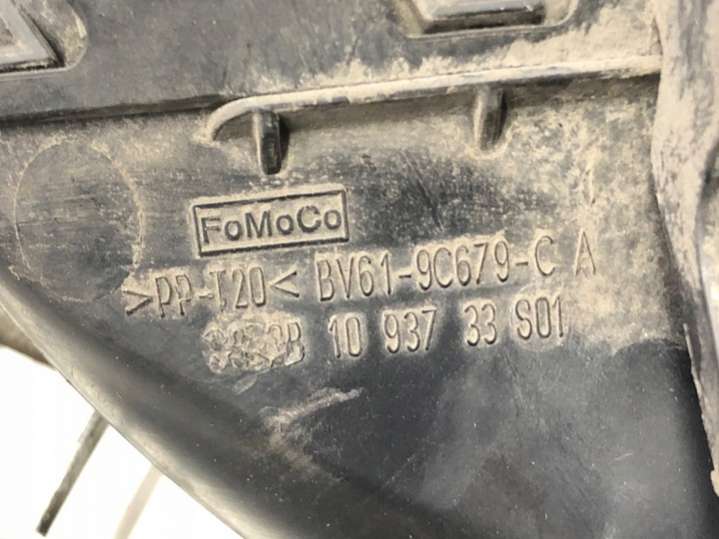 FoMoCo
>PP-T20< BV61-9C679-C A
10 937 33 S01